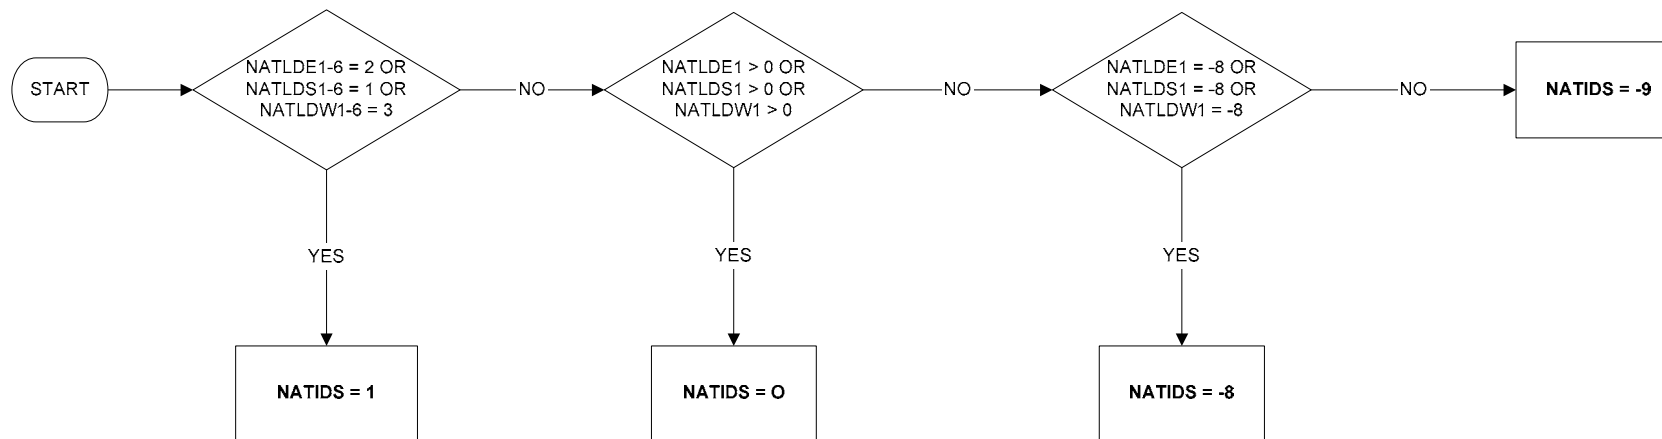 START
NATLDE1-6 = 2 OR
NATLDS1-6 = 1 OR
NATLDW1-6 = 3
NO
NATLDE1 > 0 OR
NATLDS1 > 0 OR
NATLDW1 > 0
NO
NATLDE1 = -8 OR
NATLDS1 = -8 OR
NATLDW1 = -8
NO
NATIDS = -9
YES
YES
YES
NATIDS = 1
NATIDS = O
NATIDS = -8